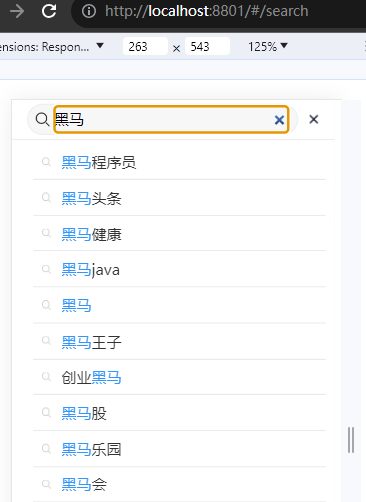 http://localhost:8801/#/search
ensions: Respon... 263 × 543 125%
黑马
黑马程序员
黑马头条
黑马健康
黑马java
黑马
黑马王子
创业黑马
黑马股
黑马乐园
黑马会